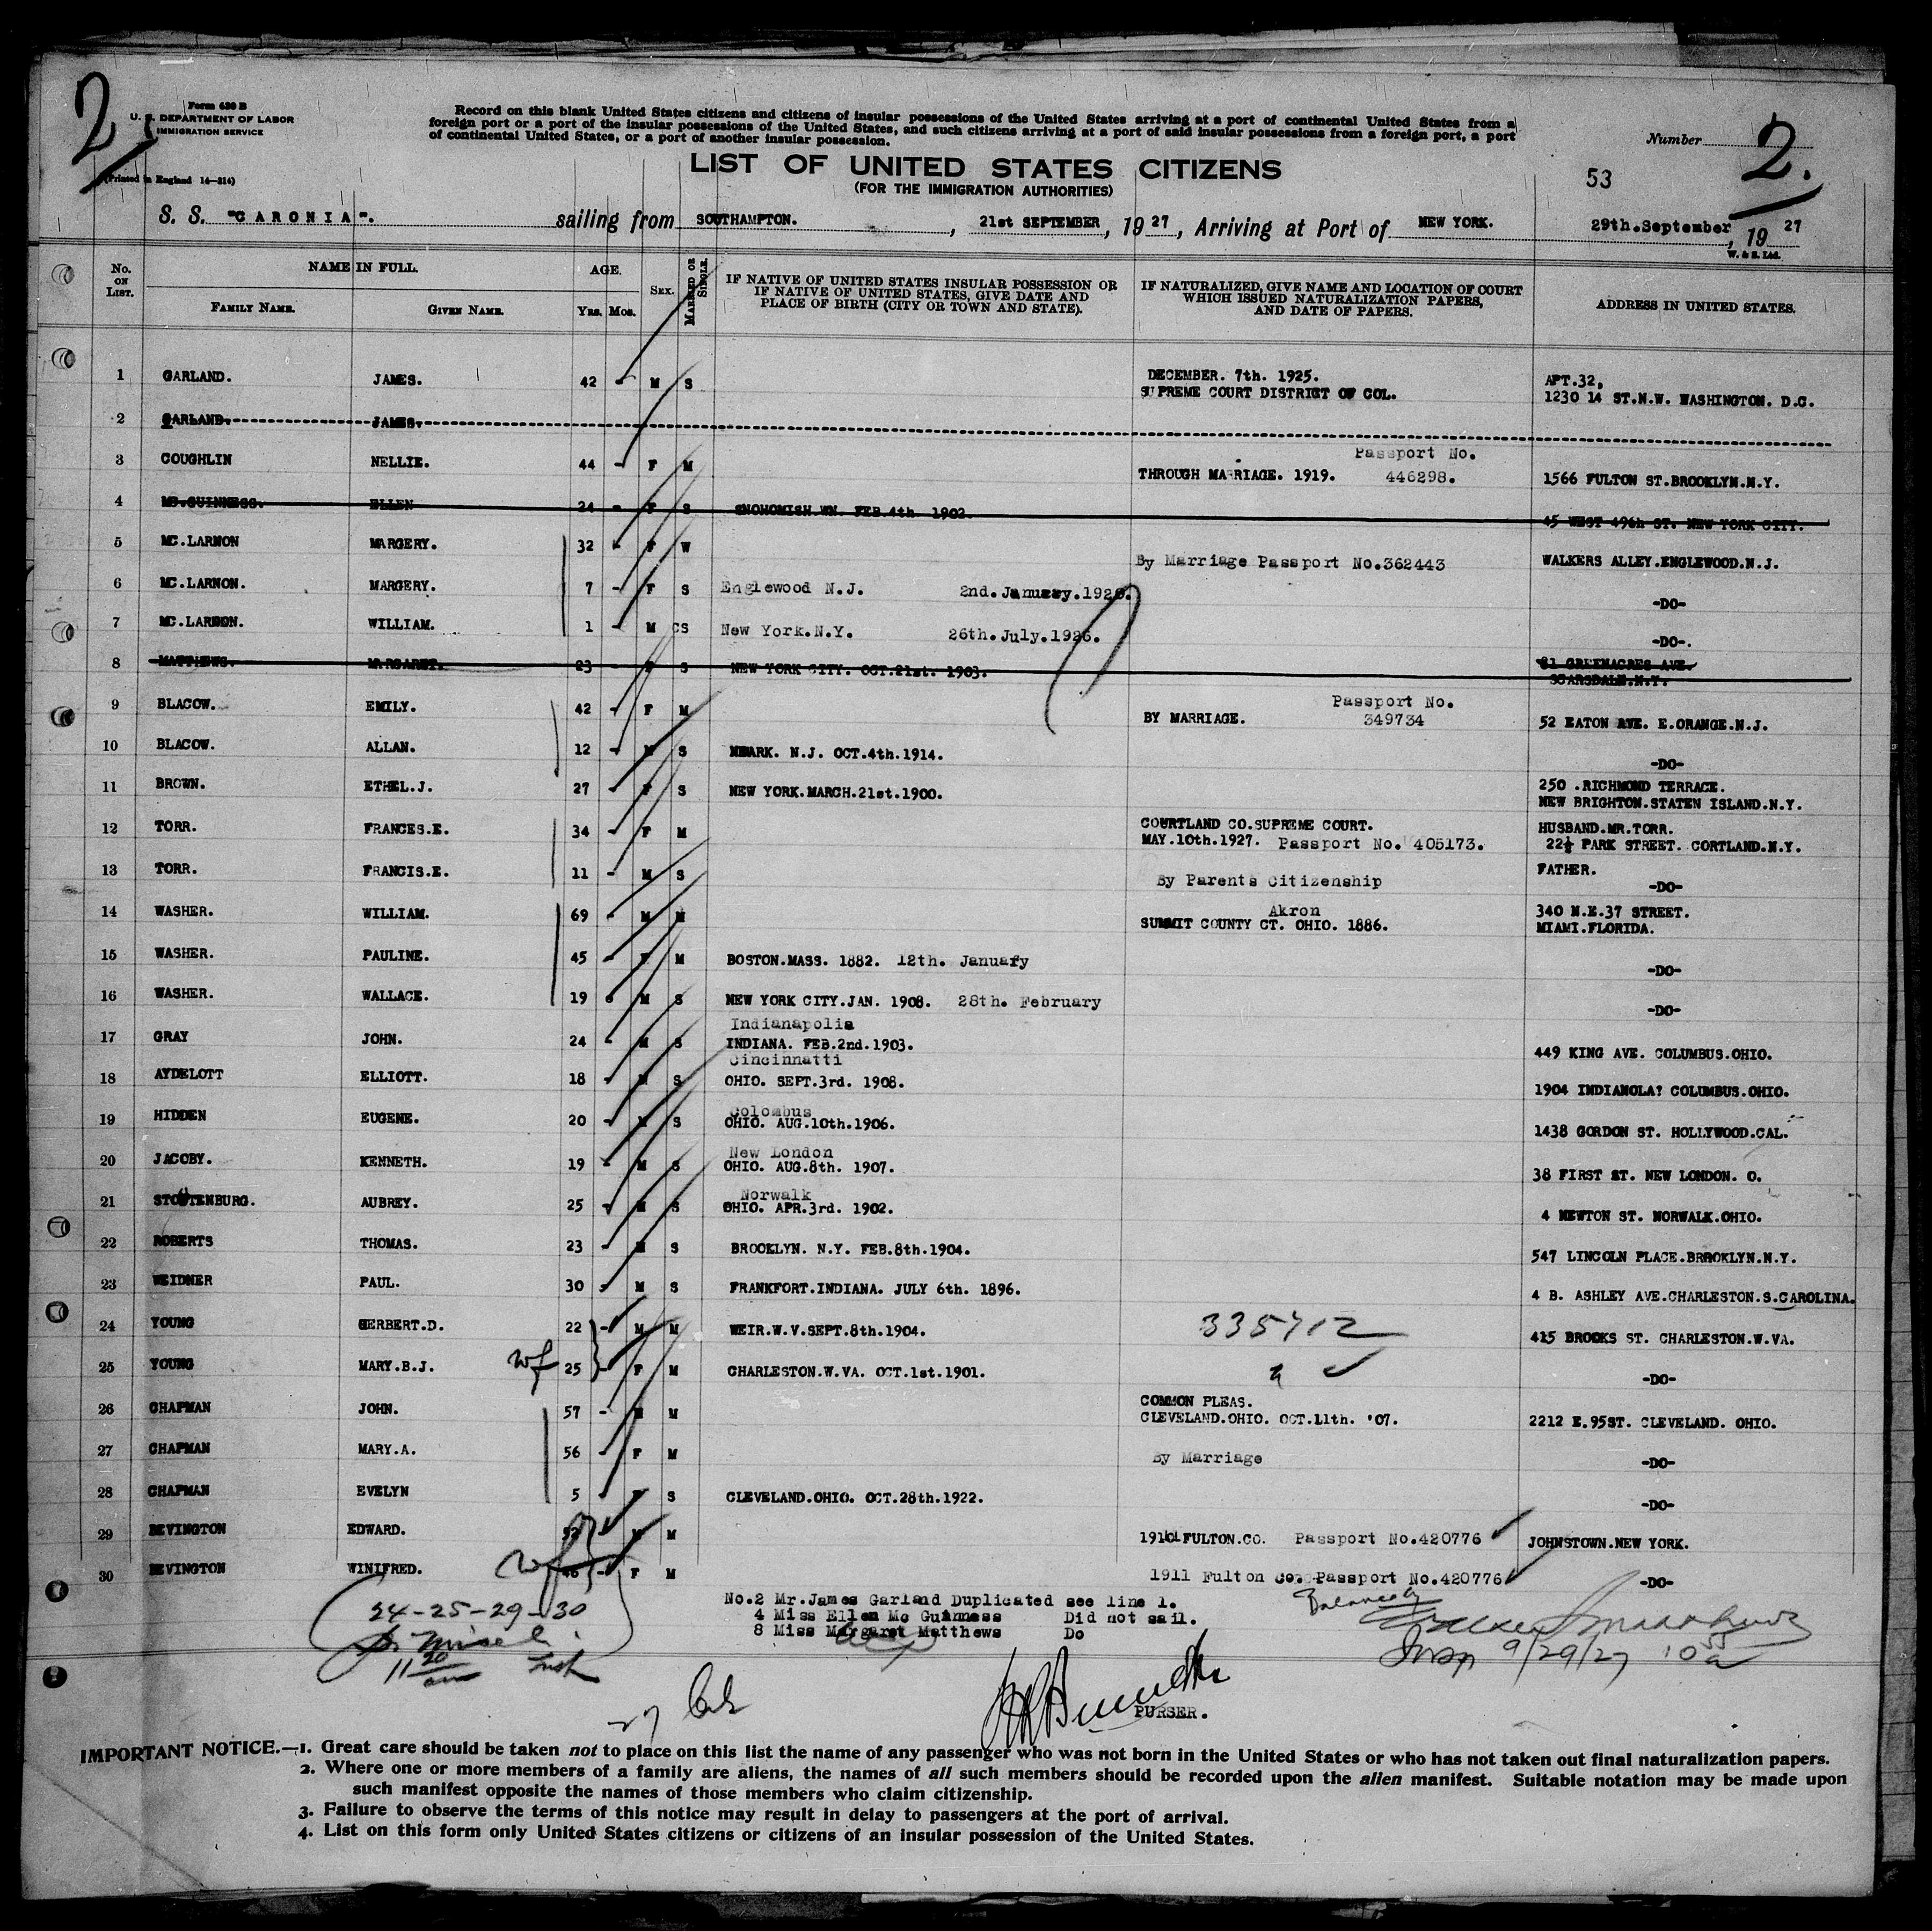 2
Form 630 B
U. S. DEPARTMENT OF LABOR
IMMIGRATION SERVICE
(Printed in England 14—214)
Record on this blank United States citizens and citizens of insular possessions of the United States arriving at a port of continental United States from a
foreign port or a port of the insular possessions of the United States, and such citizens arriving at a port of said insular possessions from a foreign port, a port
of continental United States, or a port of another insular possession.
Number 2.
LIST OF UNITED STATES CITIZENS
(FOR THE IMMIGRATION AUTHORITIES)
53
S. S. "CARONIA". sailing from SOUTHAMPTON. , 21st SEPTEMBER , 19 27 , Arriving at Port of NEW YORK. 29th.September , 19 27
W. & S. Ltd.
No. ON LIST. NAME IN FULL. AGE. SEX. MARRIED OR SINGLE. IF NATIVE OF UNITED STATES INSULAR POSSESSION OR IF NATIVE OF UNITED STATES, GIVE DATE AND PLACE OF BIRTH (CITY OR TOWN AND STATE). IF NATURALIZED, GIVE NAME AND LOCATION OF COURT WHICH ISSUED NATURALIZATION PAPERS, AND DATE OF PAPERS. ADDRESS IN UNITED STATES.
FAMILY NAME. GIVEN NAME. Yrs. Mos.
1 GARLAND. JAMES. 42 - M S DECEMBER. 7th. 1925. SUPREME COURT DISTRICT OF COL. APT.32, 1230 14 ST.N.W. WASHINGTON. D.C.
2 GARLAND. JAMES.
3 COUGHLIN NELLIE. 44 - F M THROUGH MARRIAGE. 1919. Passport No. 446298. 1566 FULTON ST.BROOKLYN.N.Y.
4 MC.GUINNESS. ELLEN 24 - F S SNOHOMISH.WN. FEB.4th 1903. 45 WEST 49th ST. NEW YORK CITY.
5 MC.LARNON MARGERY. 32 - F W By Marriage Passport No.362443 WALKERS ALLEY.ENGLEWOOD.N.J.
6 MC.LARNON. MARGERY. 7 - F S Englewood N.J. 2nd.January.1920. -DO-
7 MC.LARNON. WILLIAM. 1 - M S New York.N.Y. 26th.July.1926. -DO-.
8 MATTHEWS. MARGARET. 23 - F S NEW YORK CITY. OCT.21st. 1903. 81 GREENACRES AVE. SCARSDALE.N.Y.
9 BLACOW. EMILY. 42 - F M BY MARRIAGE. Passport No. 349734 52 EATON AVE. E.ORANGE.N.J.
10 BLACOW. ALLAN. 12 - M S NEWARK. N.J. OCT.4th.1914. -DO-
11 BROWN. ETHEL.J. 27 - F S NEW YORK.MARCH.21st.1900. 250 .RICHMOND TERRACE. NEW BRIGHTON.STATEN ISLAND.N.Y.
12 TORR. FRANCES.E. 34 - F M COURTLAND CO.SUPREME COURT. MAY.10th.1927. Passport No. 405173. HUSBAND.MR.TORR. 22½ PARK STREET. CORTLAND.N.Y.
13 TORR. FRANCIS.E. 11 - M S By Parents Citizenship FATHER. -DO-
14 WASHER. WILLIAM. 69 - M M Akron SUMMIT COUNTY CT. OHIO. 1886. 340 N.E.37 STREET. MIAMI.FLORIDA.
15 WASHER. PAULINE. 45 - F M BOSTON.MASS. 1882. 12th. January -DO-
16 WASHER. WALLACE. 19 6 M S NEW YORK CITY.JAN. 1908. 28th. February -DO-
17 GRAY JOHN. 24 - M S Indianapolis INDIANA. FEB.2nd.1903. 449 KING AVE. COLUMBUS.OHIO.
18 AYDELOTT ELLIOTT. 18 - M S Cincinnatti OHIO. SEPT.3rd. 1908. 1904 INDIANOLA? COLUMBUS.OHIO.
19 HIDDEN EUGENE. 20 - M S Colombus OHIO. AUG.10th.1906. 1438 GORDON ST. HOLLYWOOD.CAL.
20 JACOBY. KENNETH. 19 - M S New London OHIO. AUG.8th. 1907. 38 FIRST ST. NEW LONDON. O.
21 STOUTENBURG. AUBREY. 25 - M S Norwalk OHIO. APR.3rd. 1902. 4 NEWTON ST. NORWALK.OHIO.
22 ROBERTS THOMAS. 23 - M S BROOKLYN. N.Y. FEB.8th.1904. 547 LINCOLN PLACE.BRROKLYN.N.Y.
23 WEIDNER PAUL. 30 - M S FRANKFORT.INDIANA. JULY 6th. 1896. 4 B. ASHLEY AVE.CHARLESTON.S.CAROLINA.
24 YOUNG HERBERT.D. 22 - M M WEIR.W.V.SEPT.8th.1904. 335712 415 BROOKS ST. CHARLESTON.W.VA.
25 YOUNG MARY.B.J. wf 25 - F M CHARLESTON.W.VA. OCT.1st.1901. -DO-
26 CHAPMAN JOHN. 57 - M M COMMON PLEAS. CLEVELAND.OHIO. OCT.11th. '07. 2212 E.95ST. CLEVELAND. OHIO.
27 CHAPMAN MARY.A. 56 - F M By Marriage -DO-
28 CHAPMAN EVELYN 5 - F S CLEVELAND.OHIO. OCT.28th.1922. -DO-
29 BEVINGTON EDWARD. M M FULTON.CO. Passport No.420776 JOHNSTOWN.NEW YORK.
30 BEVINGTON WINIFRED. wf 46 - F M 1911 Fulton Co. Passport No.420776 -DO-
No.2 Mr.James Garland Duplicated see line 1.
4 Miss Ellen Mc Guinness Did not sail.
8 Miss Margaret Matthews Do
24-25-29-30
11 20 am
Insp 9/29/27 10 55 a
27
PURSER.
IMPORTANT NOTICE.—1. Great care should be taken not to place on this list the name of any passenger who was not born in the United States or who has not taken out final naturalization papers.
2. Where one or more members of a family are aliens, the names of all such members should be recorded upon the alien manifest. Suitable notation may be made upon
such manifest opposite the names of those members who claim citizenship.
3. Failure to observe the terms of this notice may result in delay to passengers at the port of arrival.
4. List on this form only United States citizens or citizens of an insular possession of the United States.